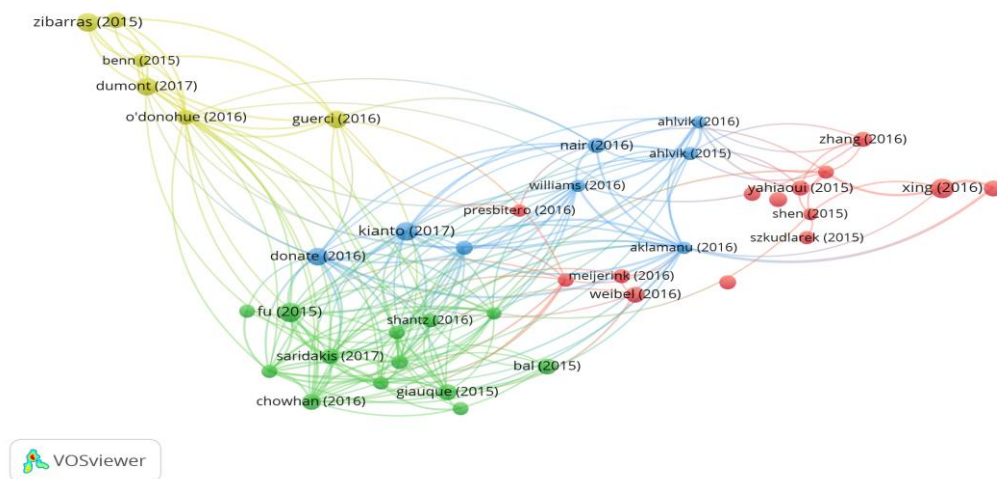 zibarras (2015)
benn (2015)
dumont (2017)
o'donohue (2016)
guerci (2016)
ahlvik (2016)
zhang (2016)
nair (2016)
ahlvik (2015)
williams (2016)
yahiaoui (2015)
xing (2016)
presbitero (2016)
shen (2015)
kianto (2017)
szkudlarek (2015)
donate (2016)
aklamanu (2016)
meijerink (2016)
weibel (2016)
fu (2015)
shantz (2016)
saridakis (2017)
bal (2015)
giauque (2015)
chowhan (2016)
VOSviewer